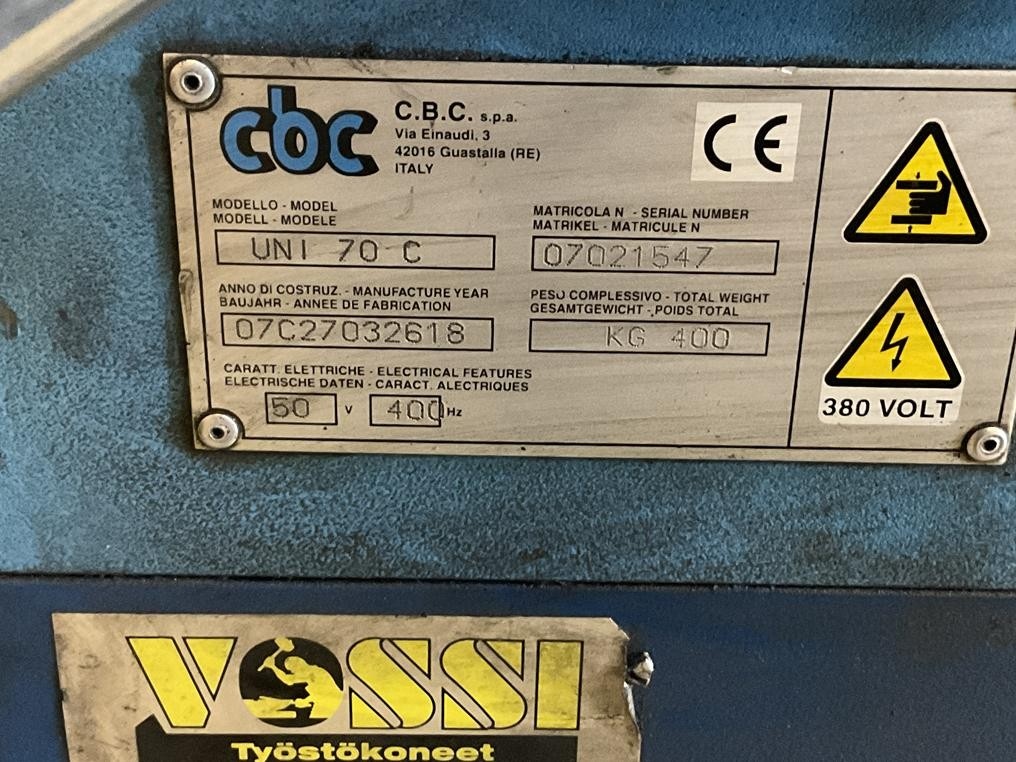 cbc
C.B.C. s.p.a.
Via Einaudi, 3
42016 Guastalla (RE)
ITALY
CE
MODELLO - MODEL
MODELL - MODELE
UNI 70 C
MATRICOLA N - SERIAL NUMBER
MATRIKEL - MATRICULE N
07021547
ANNO DI COSTRUZ. - MANUFACTURE YEAR
BAUJAHR - ANNEE DE FABRICATION
07C27032618
PESO COMPLESSIVO - TOTAL WEIGHT
GESAMTGEWICHT - POIDS TOTAL
KG 400
CARATT. ELETTRICHE - ELECTRICAL FEATURES
ELECTRISCHE DATEN - CARACT. ALECTRIQUES
50 V 400 Hz
380 VOLT
VOSSI
Työstökoneet